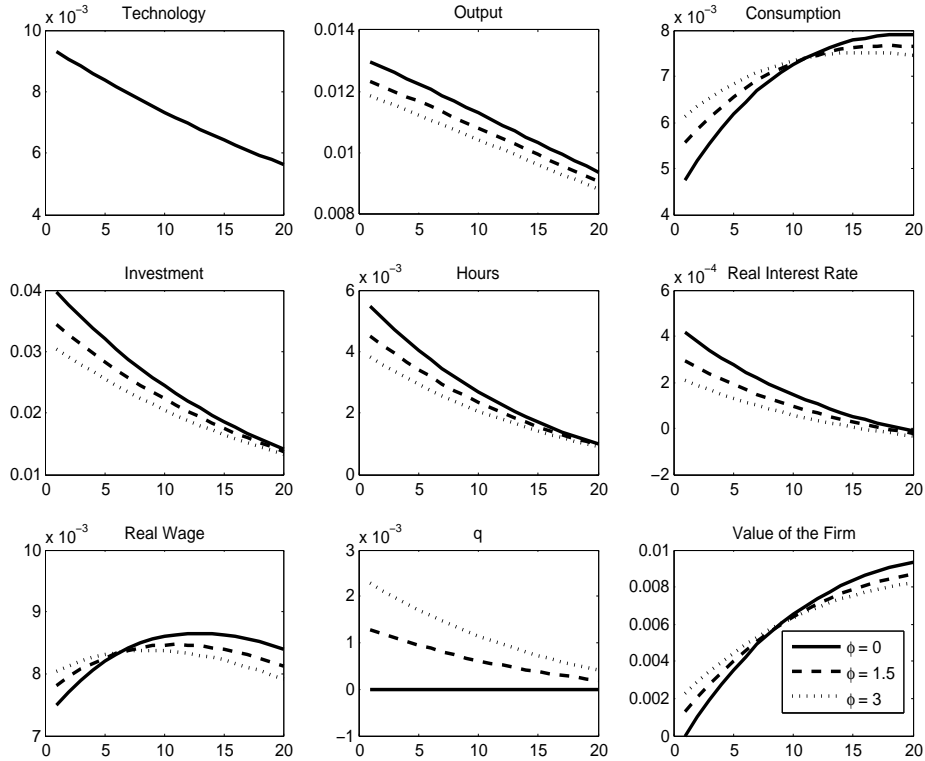 Technology
x 10⁻³
10
8
6
4
0 5 10 15 20
Output
0.014
0.012
0.01
0.008
0 5 10 15 20
Consumption
x 10⁻³
8
7
6
5
4
0 5 10 15 20
Investment
0.04
0.03
0.02
0.01
0 5 10 15 20
Hours
x 10⁻³
6
4
2
0
0 5 10 15 20
Real Interest Rate
x 10⁻⁴
6
4
2
0
−2
0 5 10 15 20
Real Wage
x 10⁻³
10
9
8
7
0 5 10 15 20
q
x 10⁻³
3
2
1
0
−1
0 5 10 15 20
Value of the Firm
0.01
0.008
0.006
0.004
0.002
0
0 5 10 15 20
ϕ = 0
ϕ = 1.5
ϕ = 3